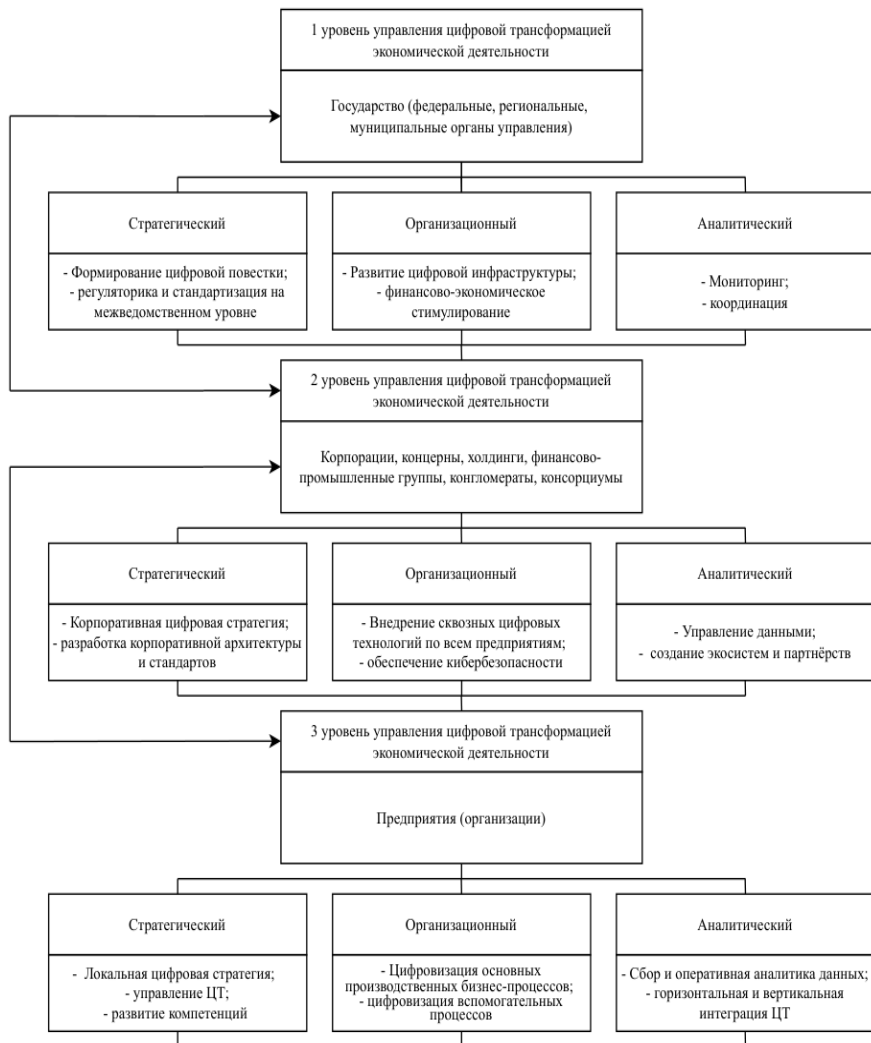 1 уровень управления цифровой трансформацией
экономической деятельности
Государство (федеральные, региональные,
муниципальные органы управления)
Стратегический
- Формирование цифровой повестки;
- регуляторика и стандартизация на
межведомственном уровне
Организационный
- Развитие цифровой инфраструктуры;
- финансово-экономическое
стимулирование
Аналитический
- Мониторинг;
- координация
2 уровень управления цифровой трансформацией
экономической деятельности
Корпорации, концерны, холдинги, финансово-
промышленные группы, конгломераты, консорциумы
Стратегический
- Корпоративная цифровая стратегия;
- разработка корпоративной архитектуры
и стандартов
Организационный
- Внедрение сквозных цифровых
технологий по всем предприятиям;
- обеспечение кибербезопасности
Аналитический
- Управление данными;
- создание экосистем и партнёрств
3 уровень управления цифровой трансформацией
экономической деятельности
Предприятия (организации)
Стратегический
- Локальная цифровая стратегия;
- управление ЦТ;
- развитие компетенций
Организационный
- Цифровизация основных
производственных бизнес-процессов;
- цифровизация вспомогательных
процессов
Аналитический
- Сбор и оперативная аналитика данных;
- горизонтальная и вертикальная
интеграция ЦТ